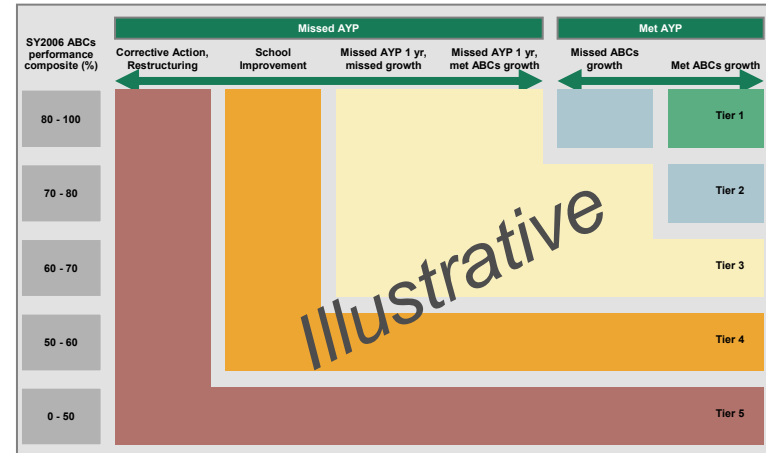 Missed AYP
Met AYP
SY2006 ABCs
performance
composite (%)
Corrective Action,
Restructuring
School
Improvement
Missed AYP 1 yr,
missed growth
Missed AYP 1 yr,
met ABCs growth
Missed ABCs
growth
Met ABCs growth
80 - 100
Tier 1
70 - 80
Tier 2
60 - 70
Tier 3
50 - 60
Tier 4
0 - 50
Tier 5
Illustrative